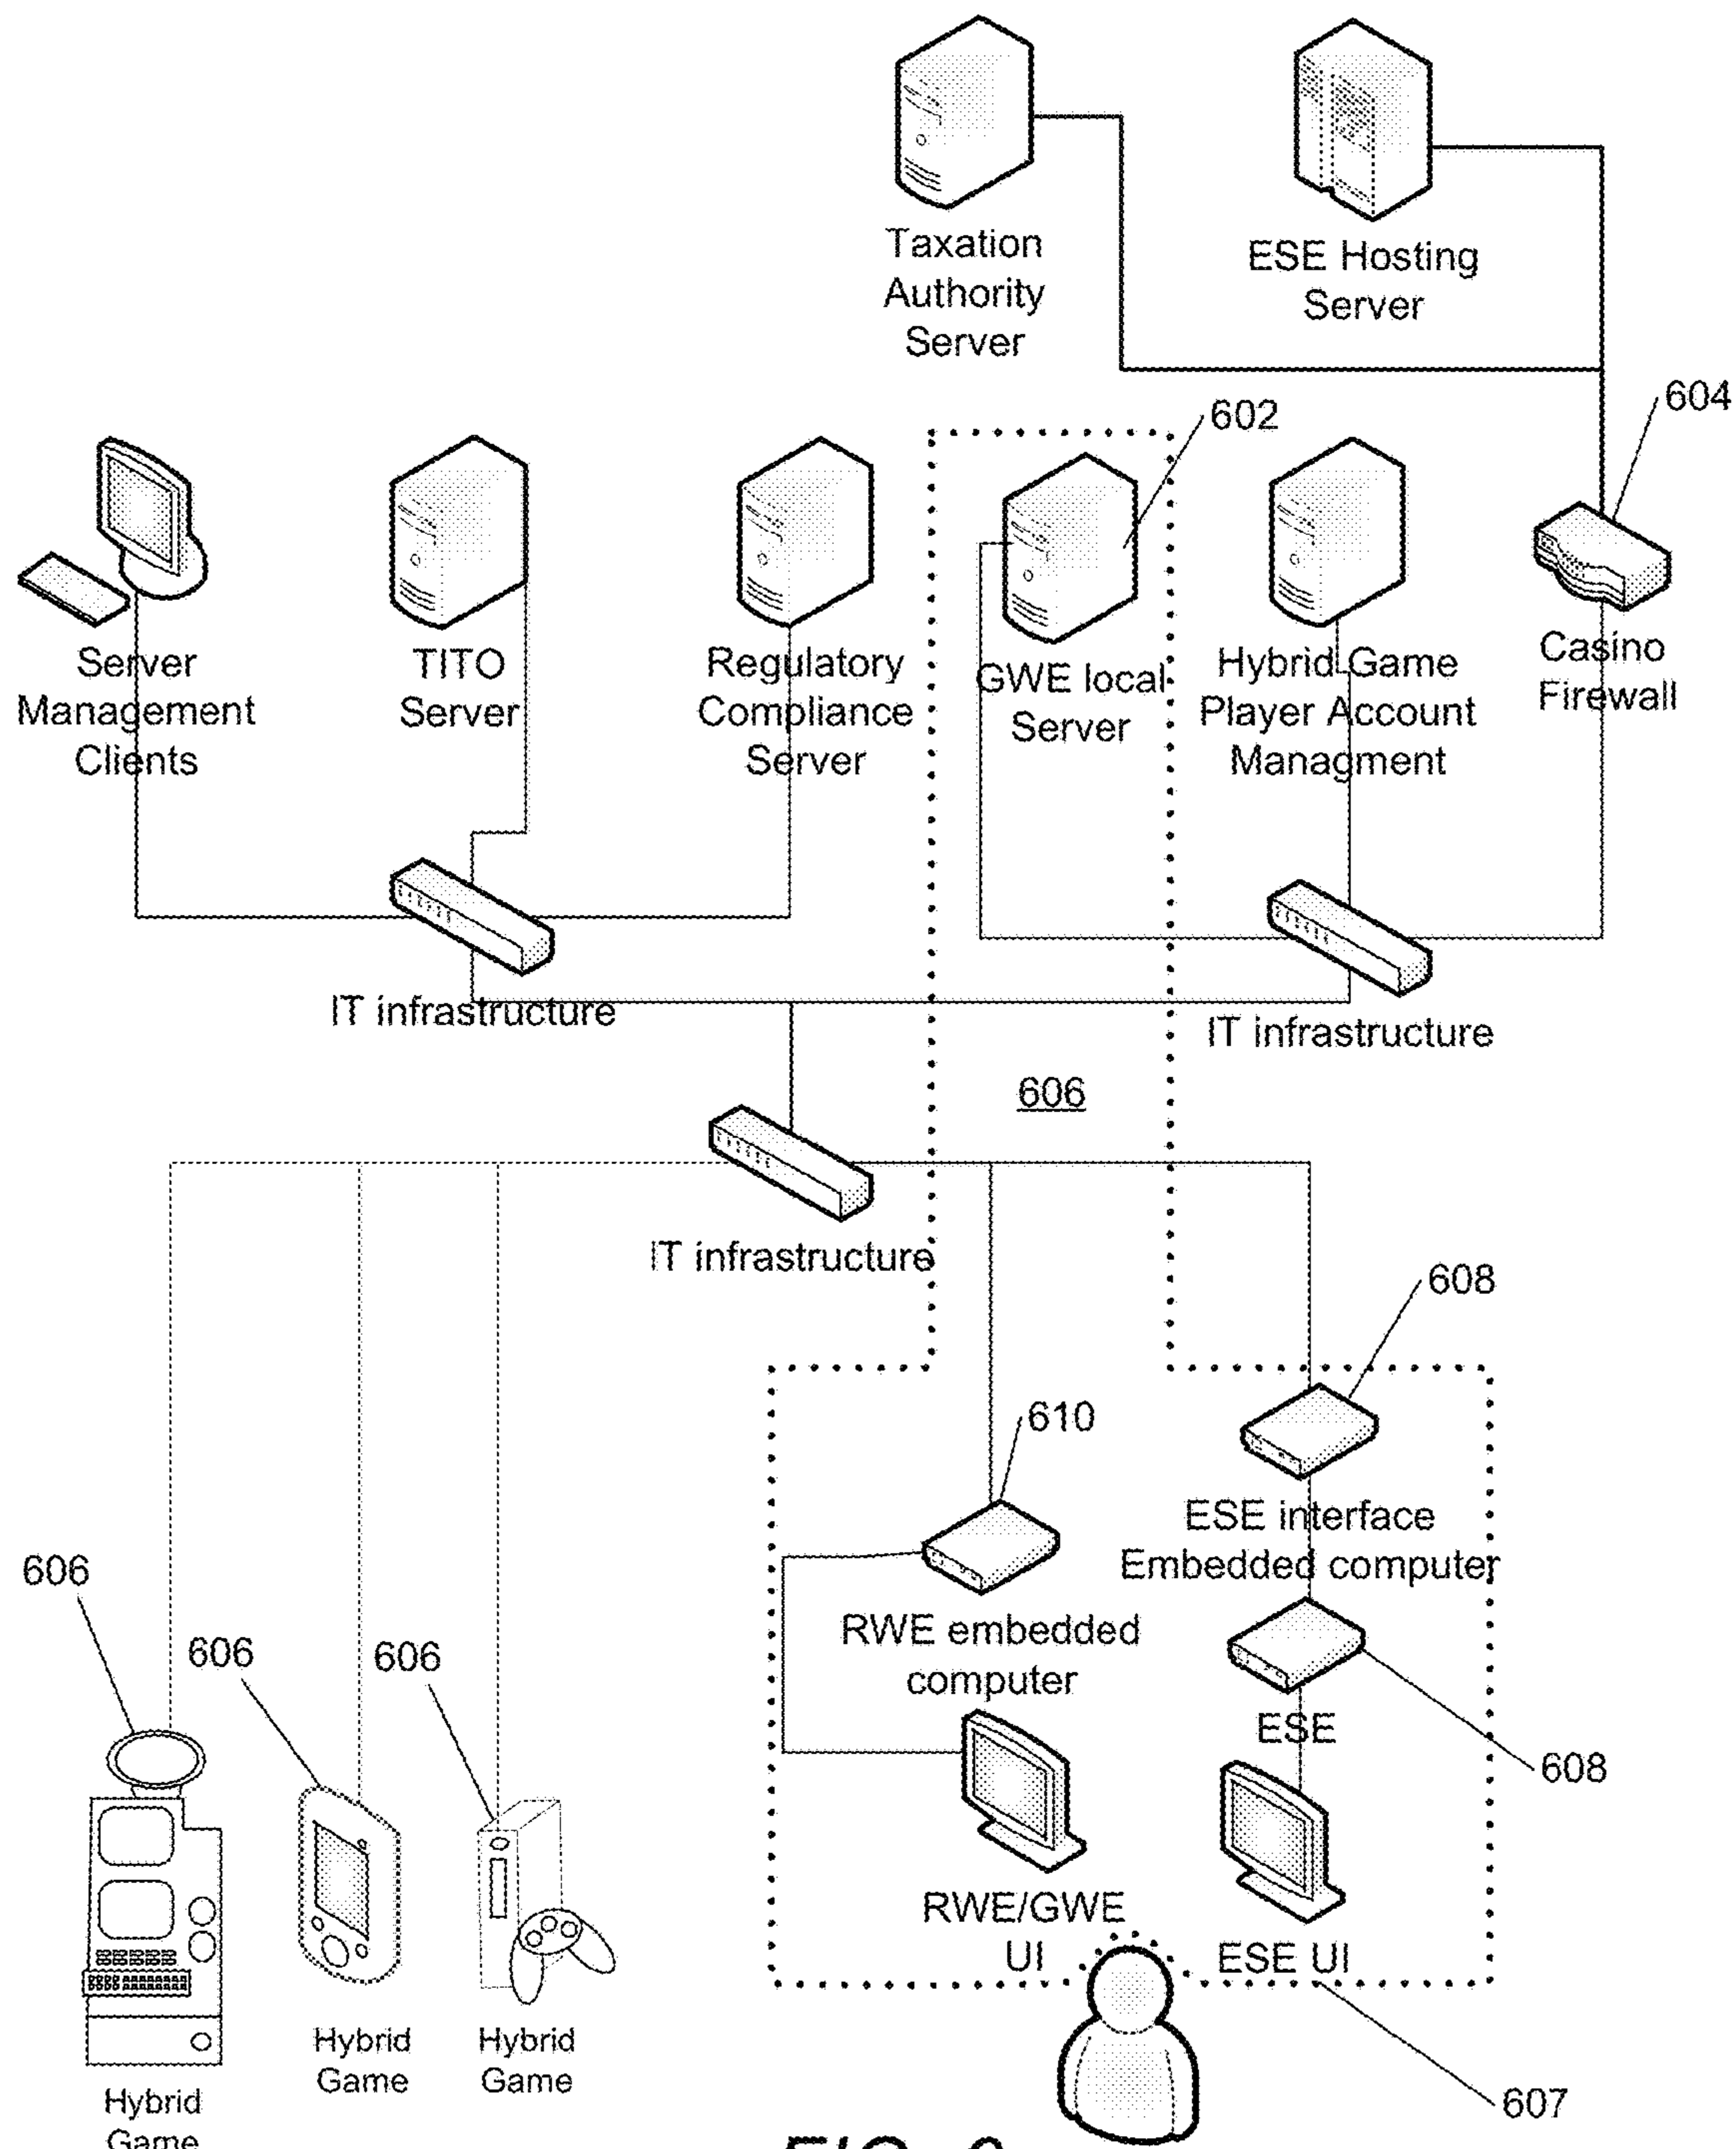 Taxation
Authority
Server
ESE Hosting
Server
602
604
Server
Management
Clients
TITO
Server
Regulatory
Compliance
Server
GWE local
Server
Hybrid Game
Player Account
Managment
Casino
Firewall
IT infrastructure
IT infrastructure
606
IT infrastructure
608
610
ESE interface
Embedded computer
606
606
606
RWE embedded
computer
ESE
608
RWE/GWE
UI
ESE UI
Hybrid
Game
Hybrid
Game
Hybrid
Game
607